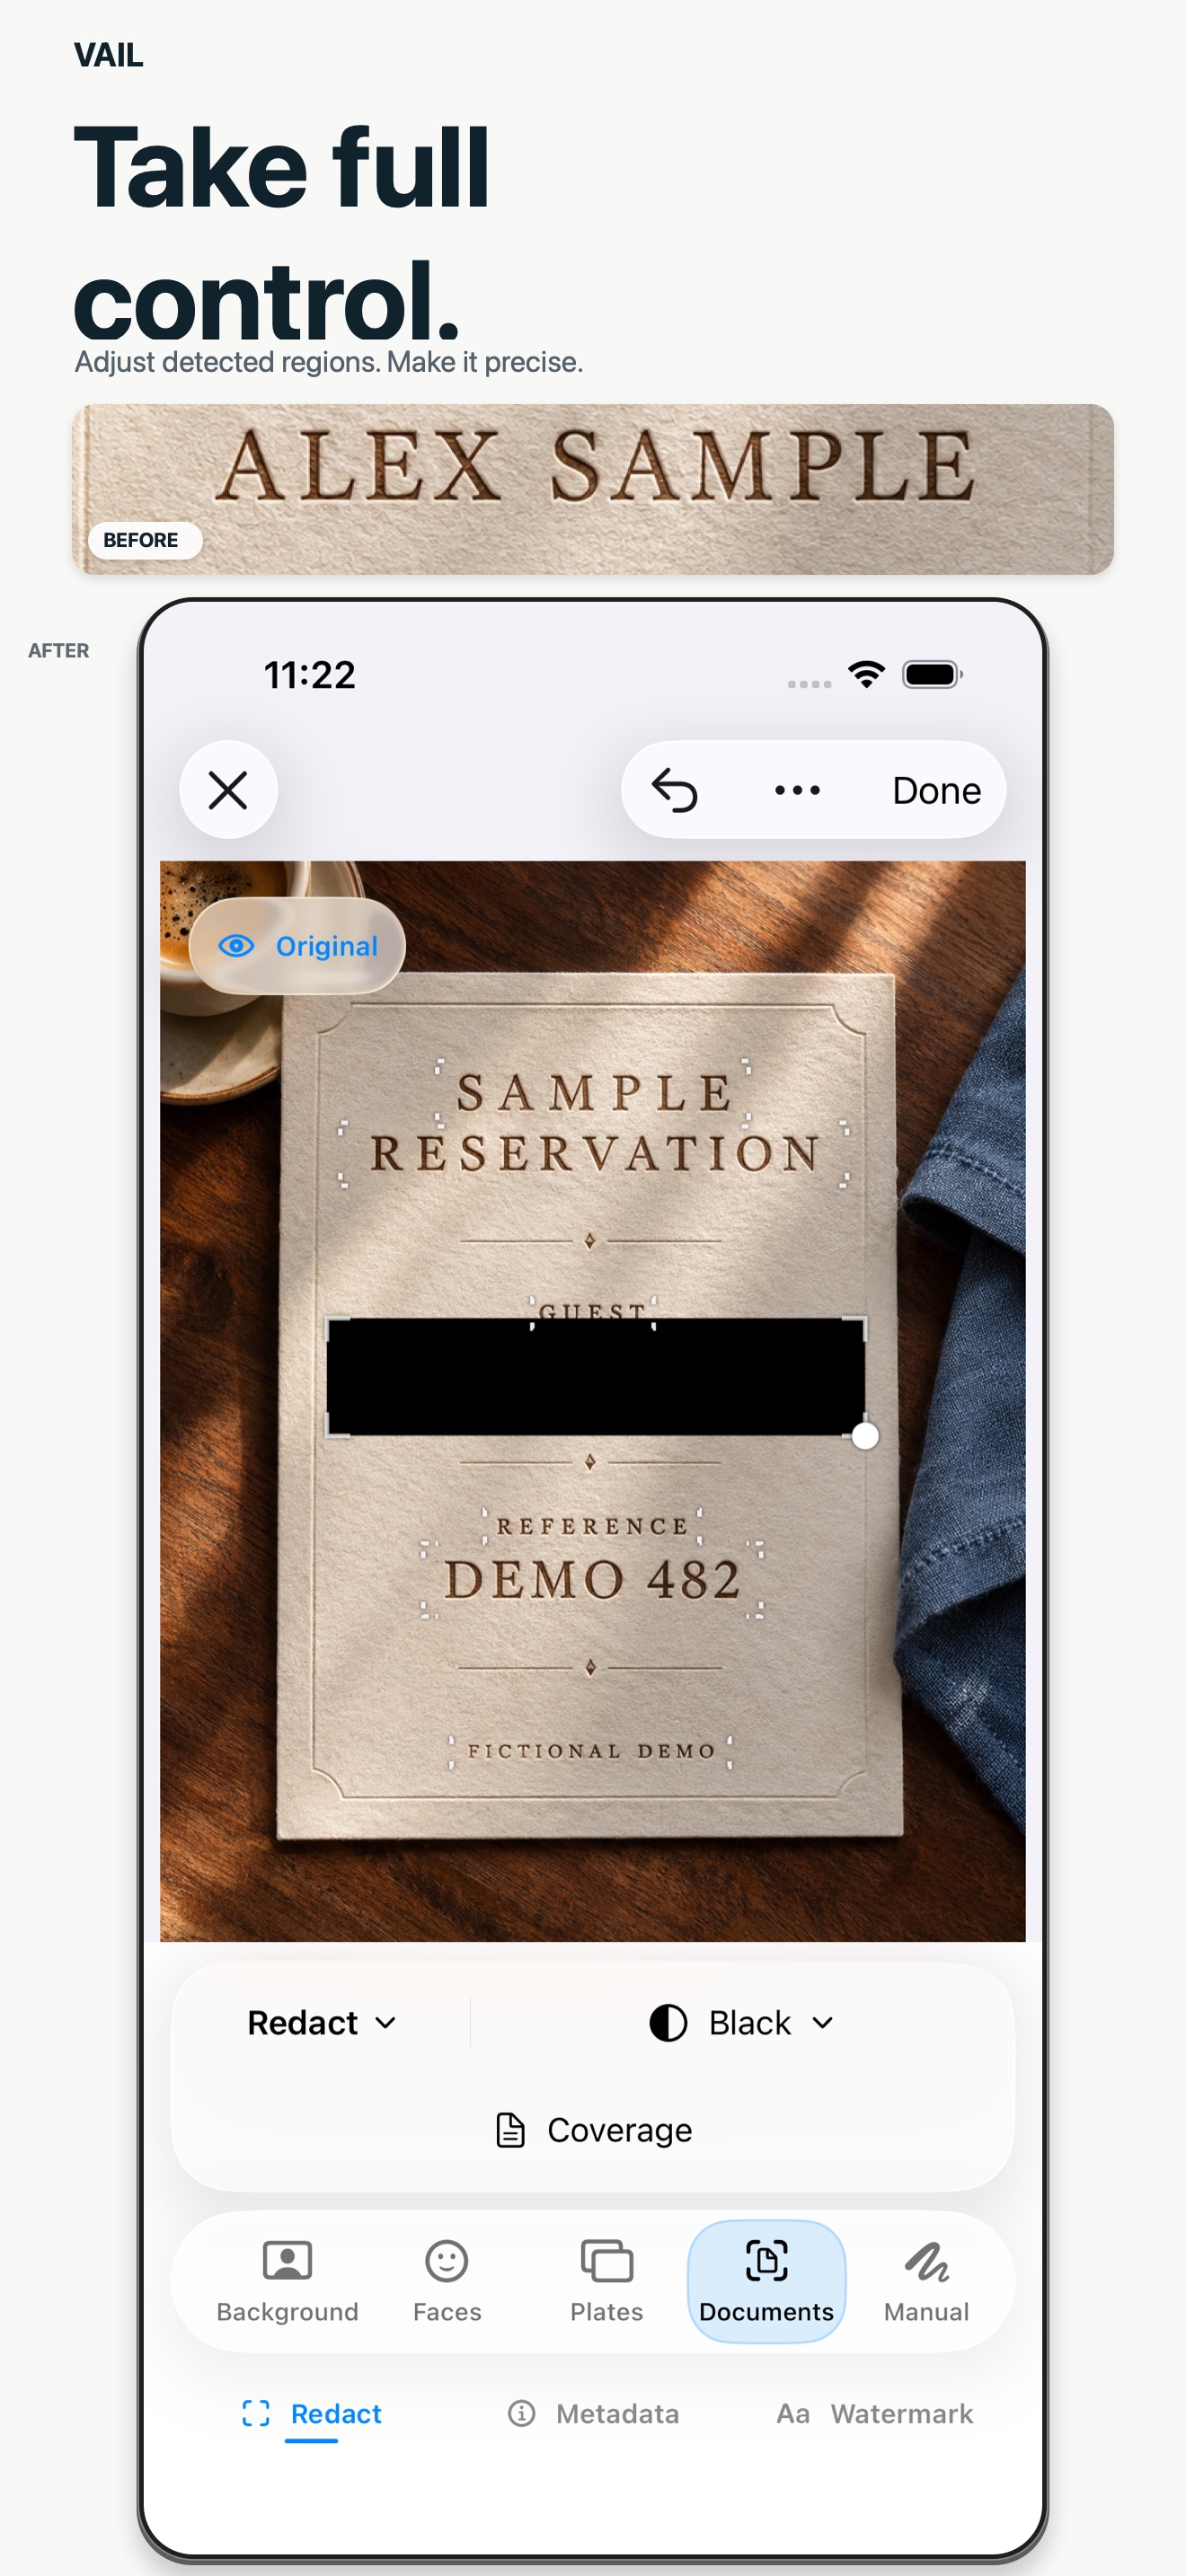 VAIL
Take full
control.
Adjust detected regions. Make it precise.
ALEX SAMPLE
BEFORE
AFTER
11:22
Done
Original
SAMPLE
RESERVATION
GUEST
REFERENCE
DEMO 482
FICTIONAL DEMO
Redact
Black
Coverage
Background
Faces
Plates
Documents
Manual
Redact
Metadata
Aa Watermark